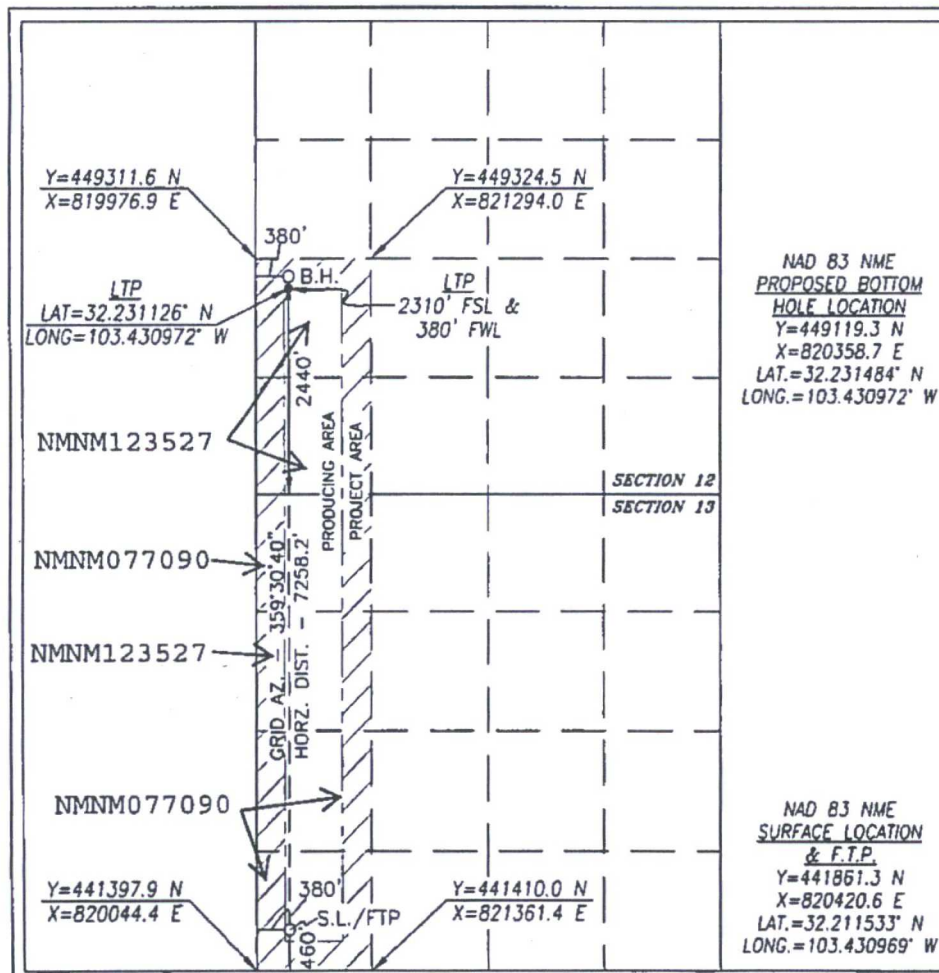 Y=449311.6 N
X=819976.9 E
Y=449324.5 N
X=821294.0 E
380'
B.H.
LTP
LAT=32.231126° N
LONG=103.430972° W
LTP
2310' FSL &
380' FWL
NAD 83 NME
PROPOSED BOTTOM
HOLE LOCATION
Y=449119.3 N
X=820358.7 E
LAT.=32.231484° N
LONG.=103.430972° W
2440'
NMNM123527
PRODUCING AREA
PROJECT AREA
SECTION 12
SECTION 13
NMNM077090
NMNM123527
GRID AZ. - 359°30'40"
HORZ. DIST. - 7258.2'
NMNM077090
NAD 83 NME
SURFACE LOCATION
& F.T.P.
Y=441861.3 N
X=820420.6 E
LAT.=32.211533° N
LONG.=103.430969° W
Y=441397.9 N
X=820044.4 E
380'
S.L./FTP
460'
Y=441410.0 N
X=821361.4 E